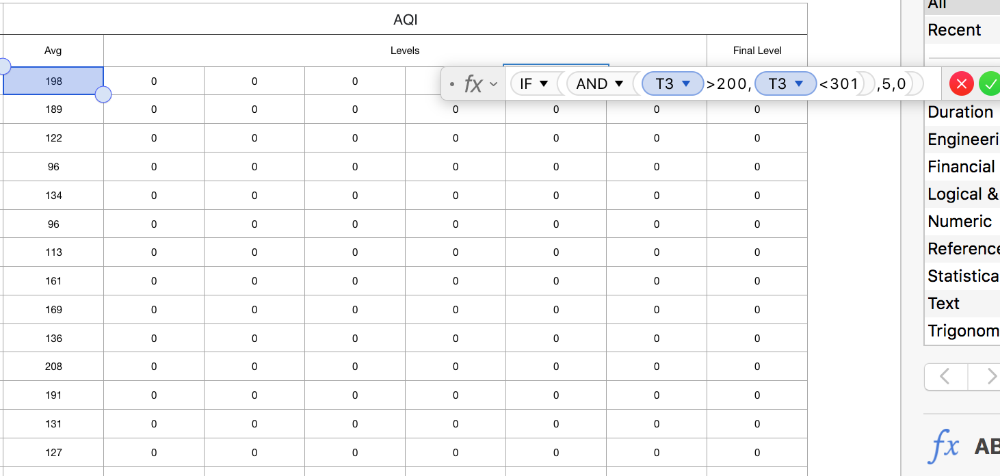 All
Recent
AQI
Avg Levels Final Level
198 0 0 0
fx IF AND T3 >200, T3 <301 ,5,0
189 0 0 0 0 0 0 0
122 0 0 0 0 0 0 0
96 0 0 0 0 0 0 0
134 0 0 0 0 0 0 0
96 0 0 0 0 0 0 0
113 0 0 0 0 0 0 0
161 0 0 0 0 0 0 0
169 0 0 0 0 0 0 0
136 0 0 0 0 0 0 0
208 0 0 0 0 0 0 0
191 0 0 0 0 0 0 0
131 0 0 0 0 0 0 0
127 0 0 0 0 0 0 0
Duration
Engineeri
Financial
Logical &
Numeric
Reference
Statistica
Text
Trigonom
fx AB